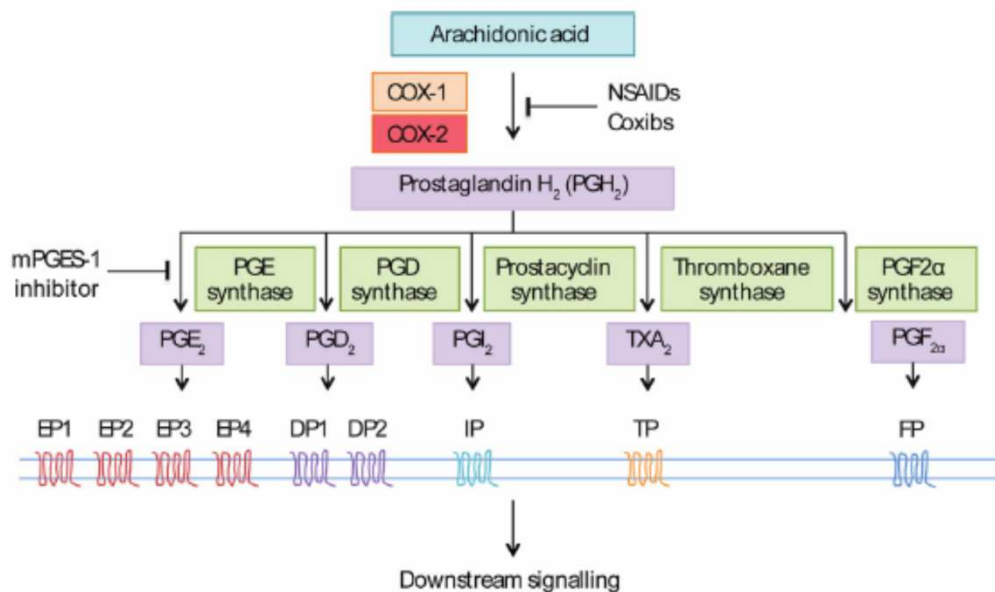 Arachidonic acid
COX-1
COX-2
NSAIDs
Coxibs
Prostaglandin H₂ (PGH₂)
mPGES-1
inhibitor
PGE
synthase
PGD
synthase
Prostacyclin
synthase
Thromboxane
synthase
PGF2α
synthase
PGE₂
PGD₂
PGI₂
TXA₂
PGF₂α
EP1 EP2 EP3 EP4 DP1 DP2 IP TP FP
Downstream signalling